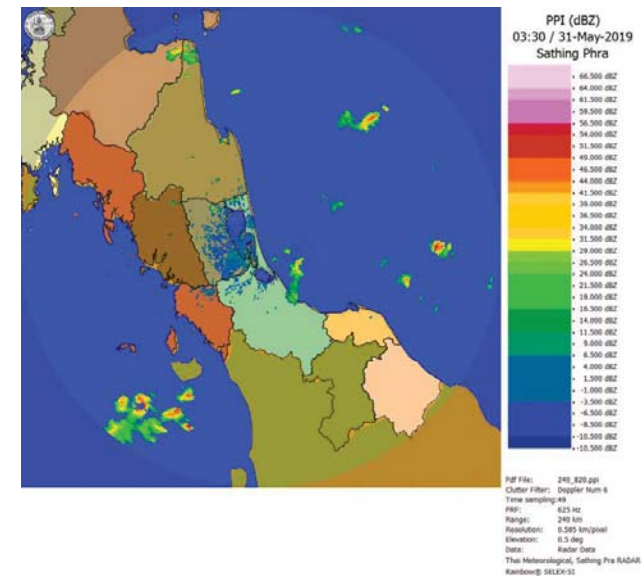 PPI (dBZ)
03:30 / 31-May-2019
Sathing Phra
66.500 dBZ
64.000 dBZ
61.500 dBZ
59.500 dBZ
56.500 dBZ
54.000 dBZ
51.500 dBZ
49.000 dBZ
46.500 dBZ
44.000 dBZ
41.500 dBZ
39.000 dBZ
36.500 dBZ
34.000 dBZ
31.500 dBZ
29.000 dBZ
26.500 dBZ
24.000 dBZ
21.500 dBZ
19.000 dBZ
16.500 dBZ
14.000 dBZ
11.500 dBZ
9.000 dBZ
6.500 dBZ
4.000 dBZ
1.500 dBZ
-1.000 dBZ
-3.500 dBZ
-6.500 dBZ
-8.500 dBZ
-10.500 dBZ
-10.500 dBZ
Pdf File: 240_820.ppi
Clutter Filter: Doppler Num 6
Time sampling:49
PRF: 625 Hz
Range: 240 km
Resolution: 0.585 km/pixel
Elevation: 0.5 deg
Data: Radar Data
Thai Meteorological, Sathing Pra RADAR
Rainbow® SELEX-SI